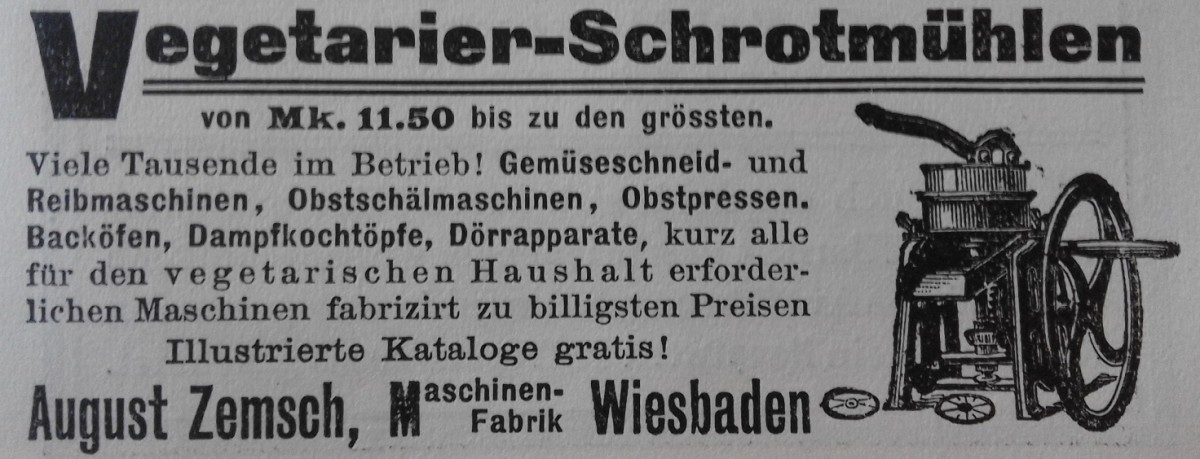 Vegetarier-Schrotmühlen
von Mk. 11.50 bis zu den grössten.
Viele Tausende im Betrieb! Gemüseschneid- und
Reibmaschinen, Obstschälmaschinen, Obstpressen.
Backöfen, Dampfkochtöpfe, Dörrapparate, kurz alle
für den vegetarischen Haushalt erforder-
lichen Maschinen fabrizirt zu billigsten Preisen
Illustrierte Kataloge gratis!
August Zemsch, Maschinen-Fabrik Wiesbaden